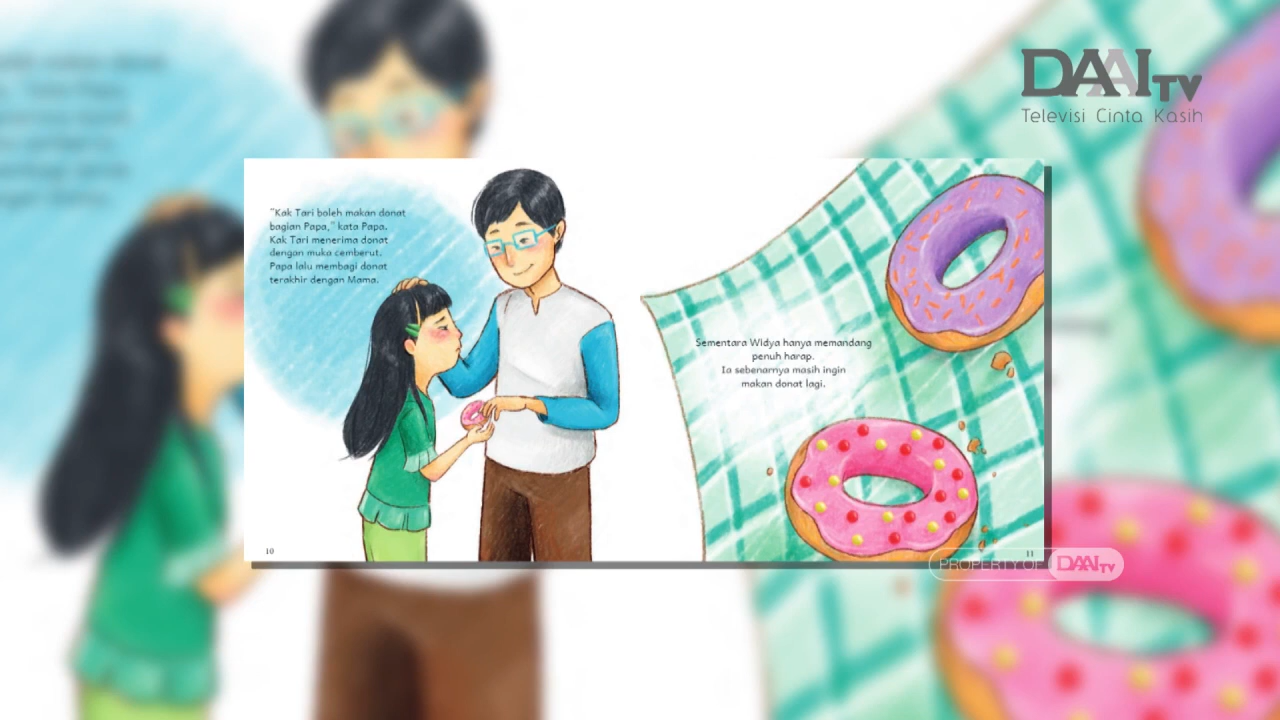 DAAI TV
Televisi Cinta Kasih
"Kak Tari boleh makan donat
bagian Papa," kata Papa.
Kak Tari menerima donat
dengan muka cemberut.
Papa lalu membagi donat
terakhir dengan Mama.
Sementara Widya hanya memandang
penuh harap.
Ia sebenarnya masih ingin
makan donat lagi.
10
11
PROPERTY OF DAAI TV